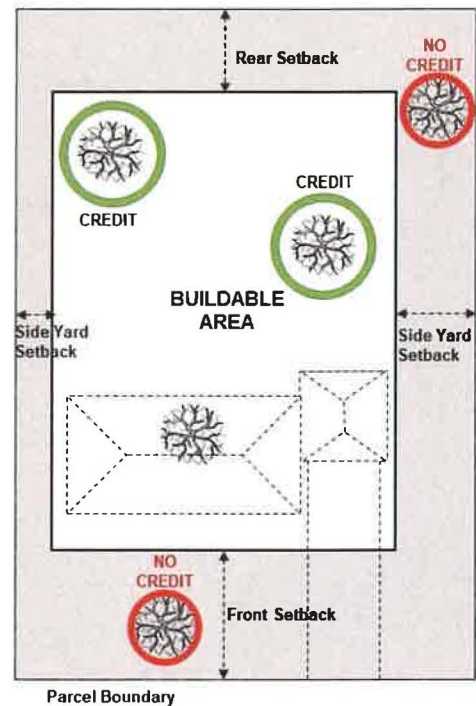 Rear Setback
NO
CREDIT
CREDIT
CREDIT
BUILDABLE
AREA
Side Yard
Setback
Side Yard
Setback
NO
CREDIT
Front Setback
Parcel Boundary